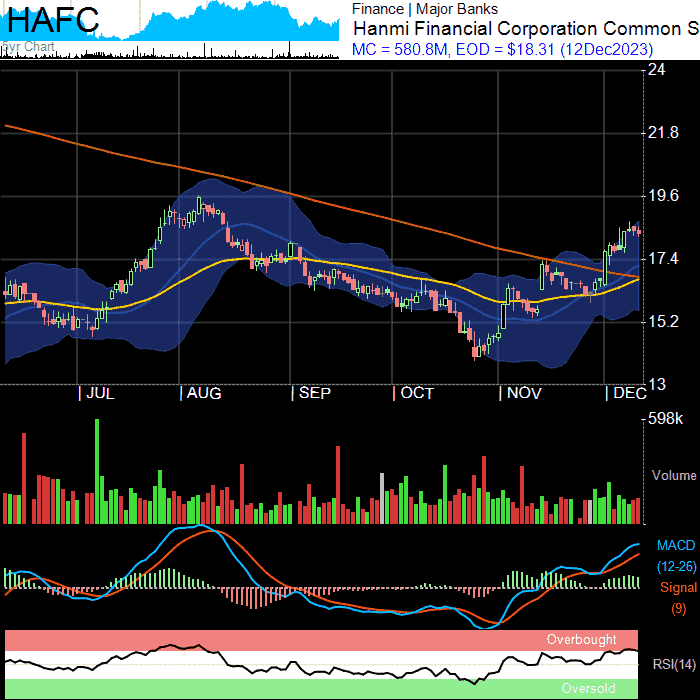 HAFC
5yr Chart
Finance | Major Banks
Hanmi Financial Corporation Common S
MC = 580.8M, EOD = $18.31 (12Dec2023)
24
21.8
19.6
17.4
15.2
13
| JUL | AUG | SEP | OCT | NOV | DEC
598k
Volume
MACD
(12-26)
Signal
(9)
Overbought
RSI(14)
Oversold